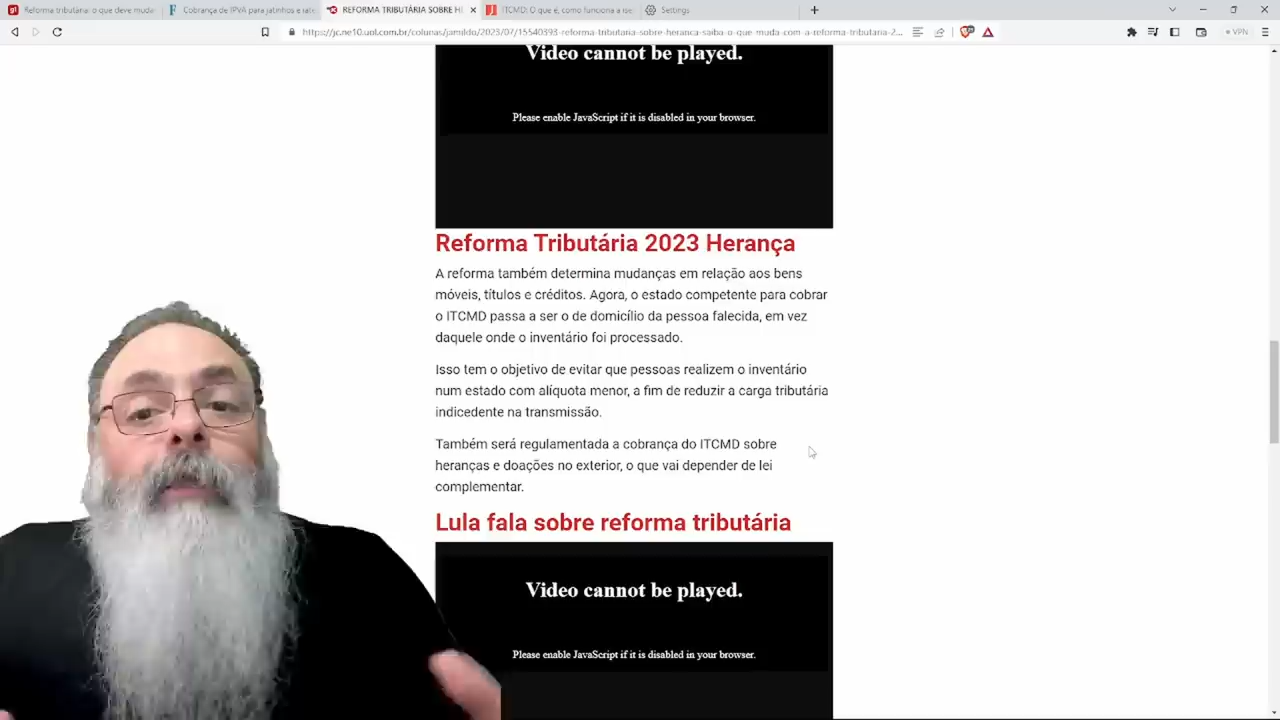 Reforma tributária: o que deve muda
Cobrança de IPVA para jatinhos e iate
REFORMA TRIBUTÁRIA SOBRE HE
ITCMD: O que é, como funciona a ise
Settings
https://jc.ne10.uol.com.br/colunas/jamildo/2023/07/15540393-reforma-tributaria-sobre-heranca-saiba-o-que-muda-com-a-reforma-tributaria-2...
VPN
Video cannot be played.
Please enable JavaScript if it is disabled in your browser.
Reforma Tributária 2023 Herança
A reforma também determina mudanças em relação aos bens
móveis, títulos e créditos. Agora, o estado competente para cobrar
o ITCMD passa a ser o de domicílio da pessoa falecida, em vez
daquele onde o inventário foi processado.
Isso tem o objetivo de evitar que pessoas realizem o inventário
num estado com alíquota menor, a fim de reduzir a carga tributária
indicedente na transmissão.
Também será regulamentada a cobrança do ITCMD sobre
heranças e doações no exterior, o que vai depender de lei
complementar.
Lula fala sobre reforma tributária
Video cannot be played.
Please enable JavaScript if it is disabled in your browser.